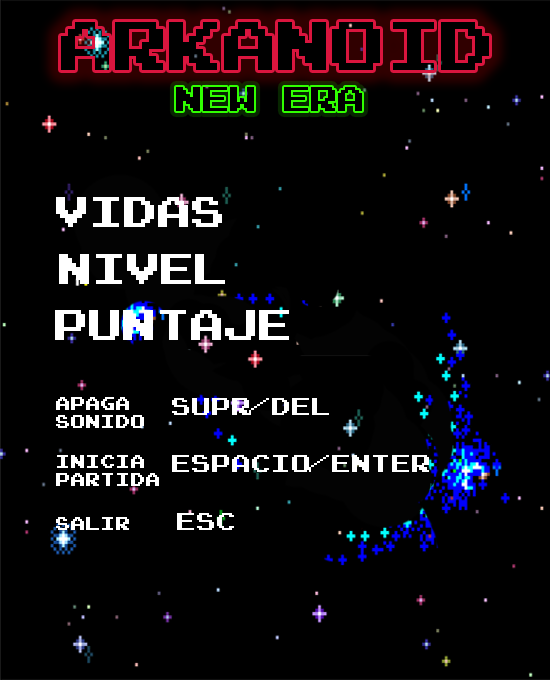 ARKANOID
NEW ERA
VIDAS
NIVEL
PUNTAJE
APAGA
SONIDO
SUPR/DEL
INICIA
PARTIDA
ESPACIO/ENTER
SALIR
ESC